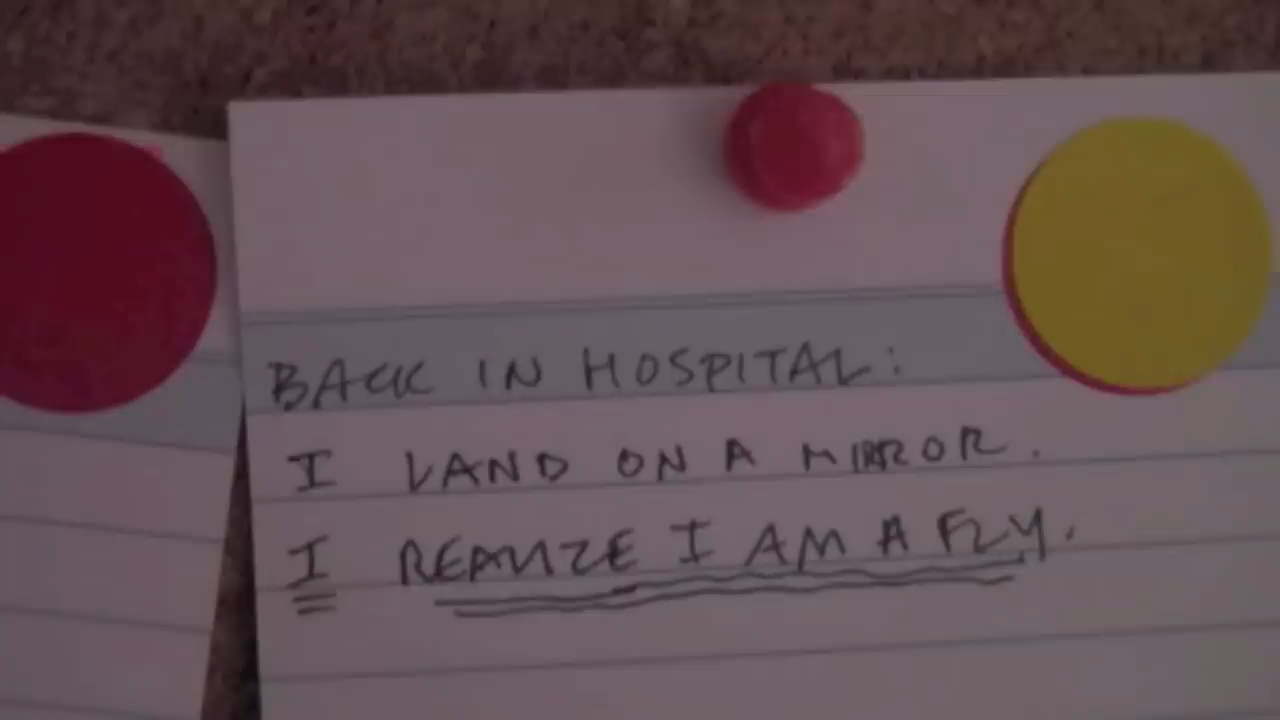 BACK IN HOSPITAL:
I LAND ON A MIRROR.
I REALIZE I AM A FLY.